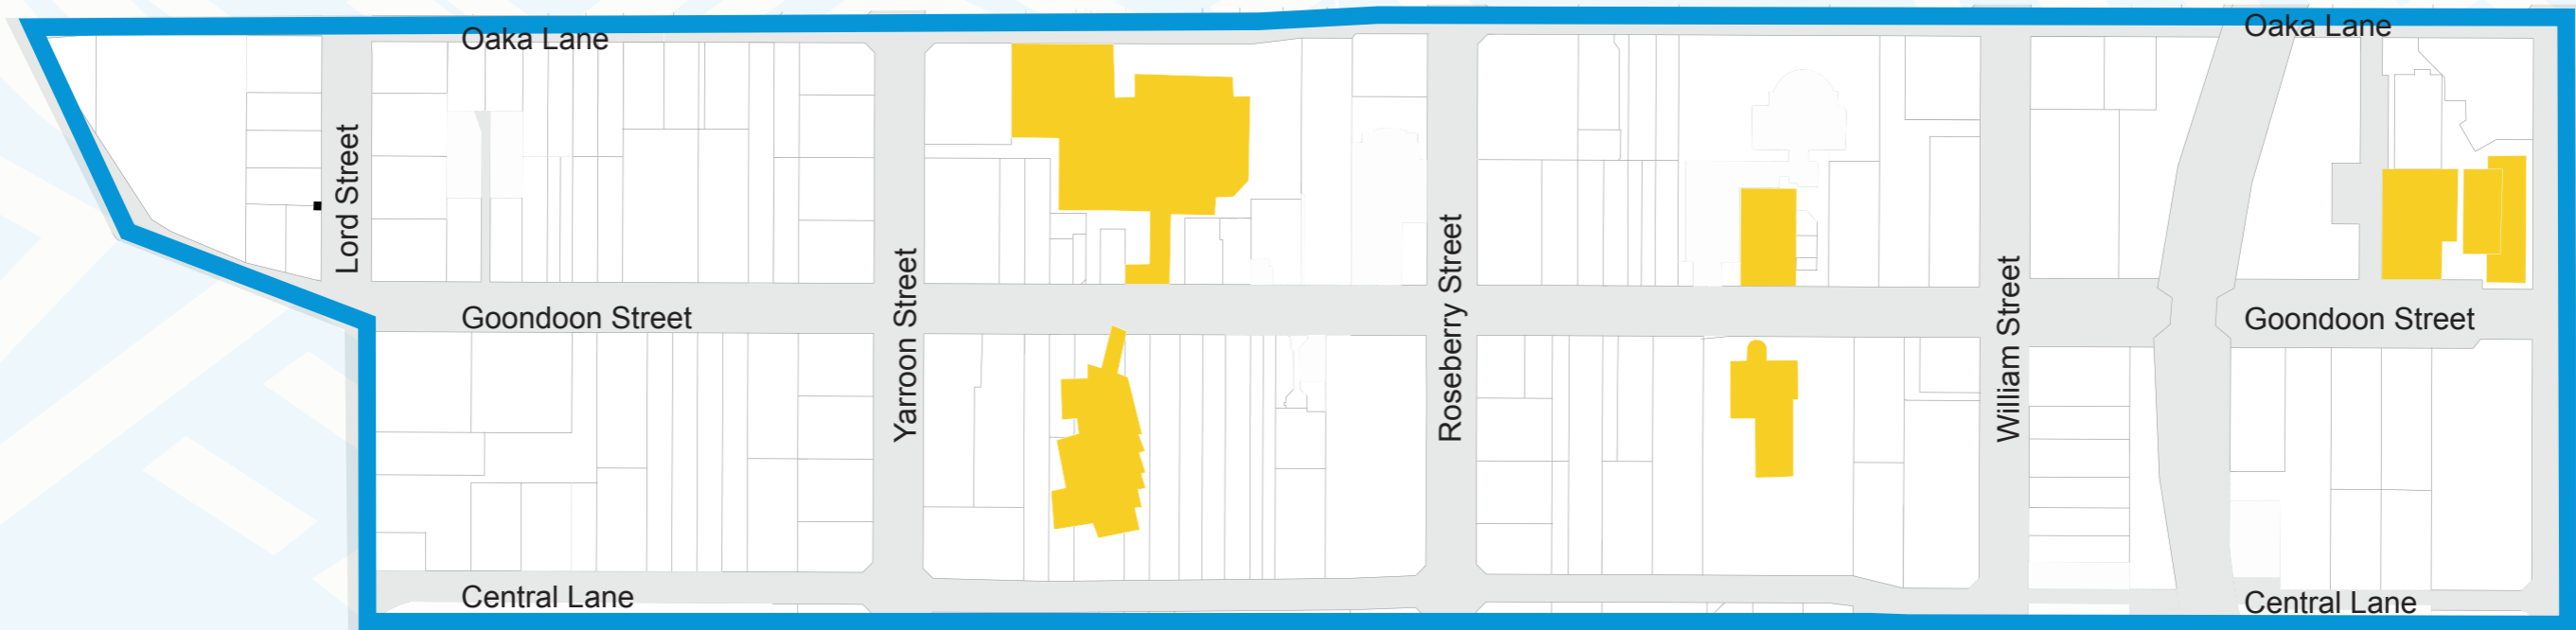 Oaka Lane
Oaka Lane
Lord Street
Yarroon Street
Roseberry Street
William Street
Goondoon Street
Goondoon Street
Central Lane
Central Lane